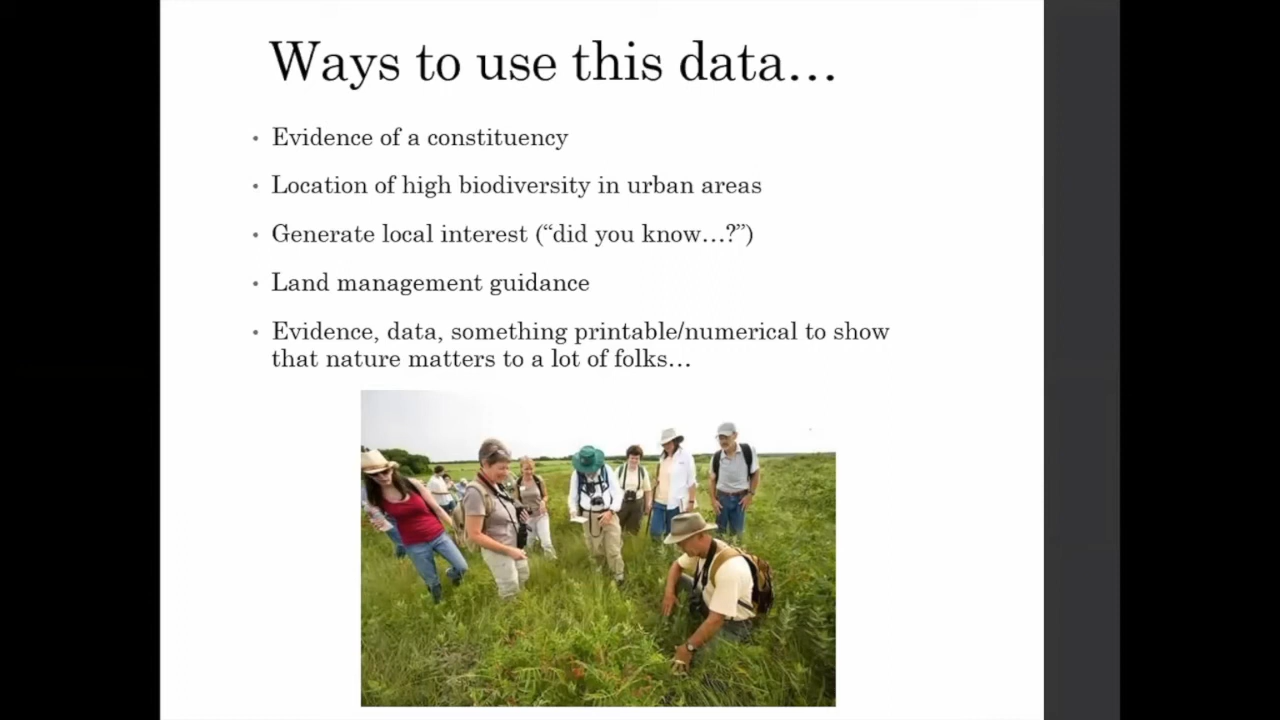 Ways to use this data…
• Evidence of a constituency
• Location of high biodiversity in urban areas
• Generate local interest (“did you know…?”)
• Land management guidance
• Evidence, data, something printable/numerical to show
that nature matters to a lot of folks…